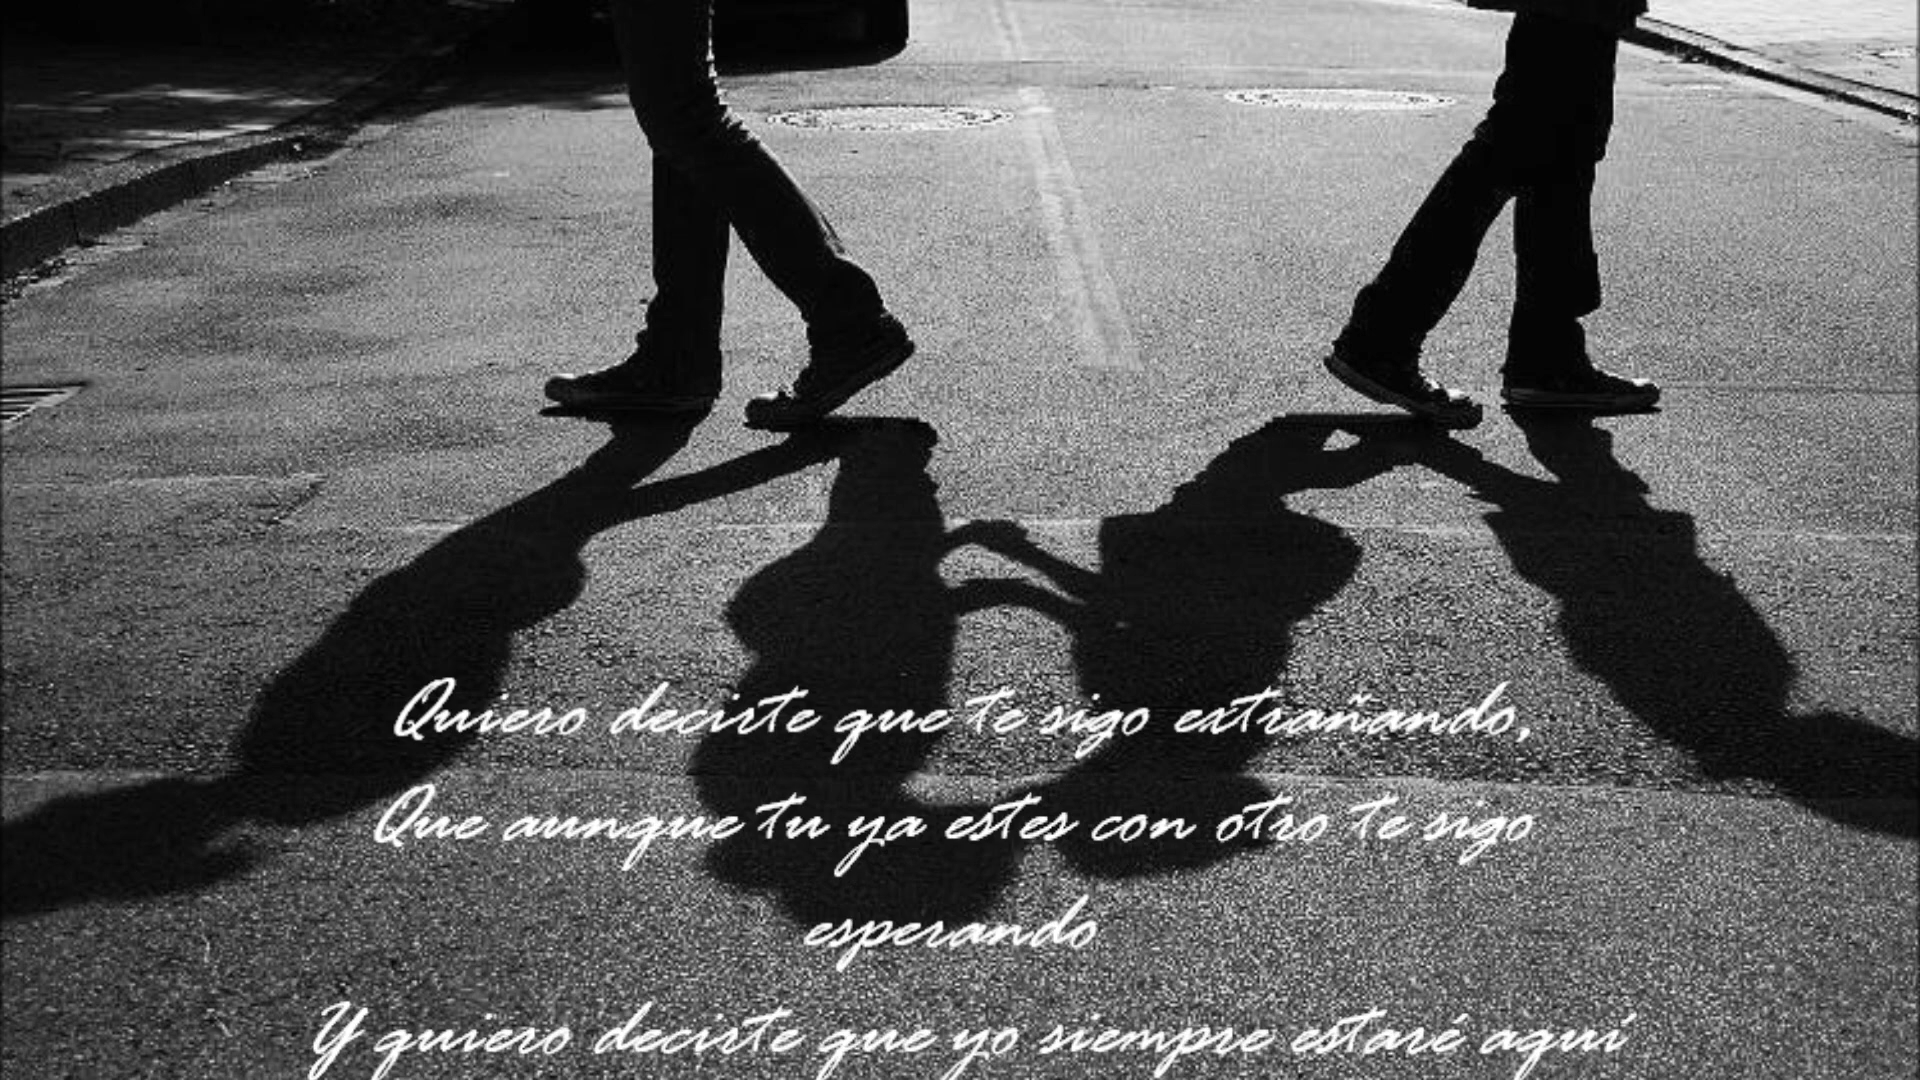 Quiero decirte que te sigo extrañando,
Que aunque tu ya estes con otro te sigo
esperando
Y quiero decirte que yo siempre estaré aquí